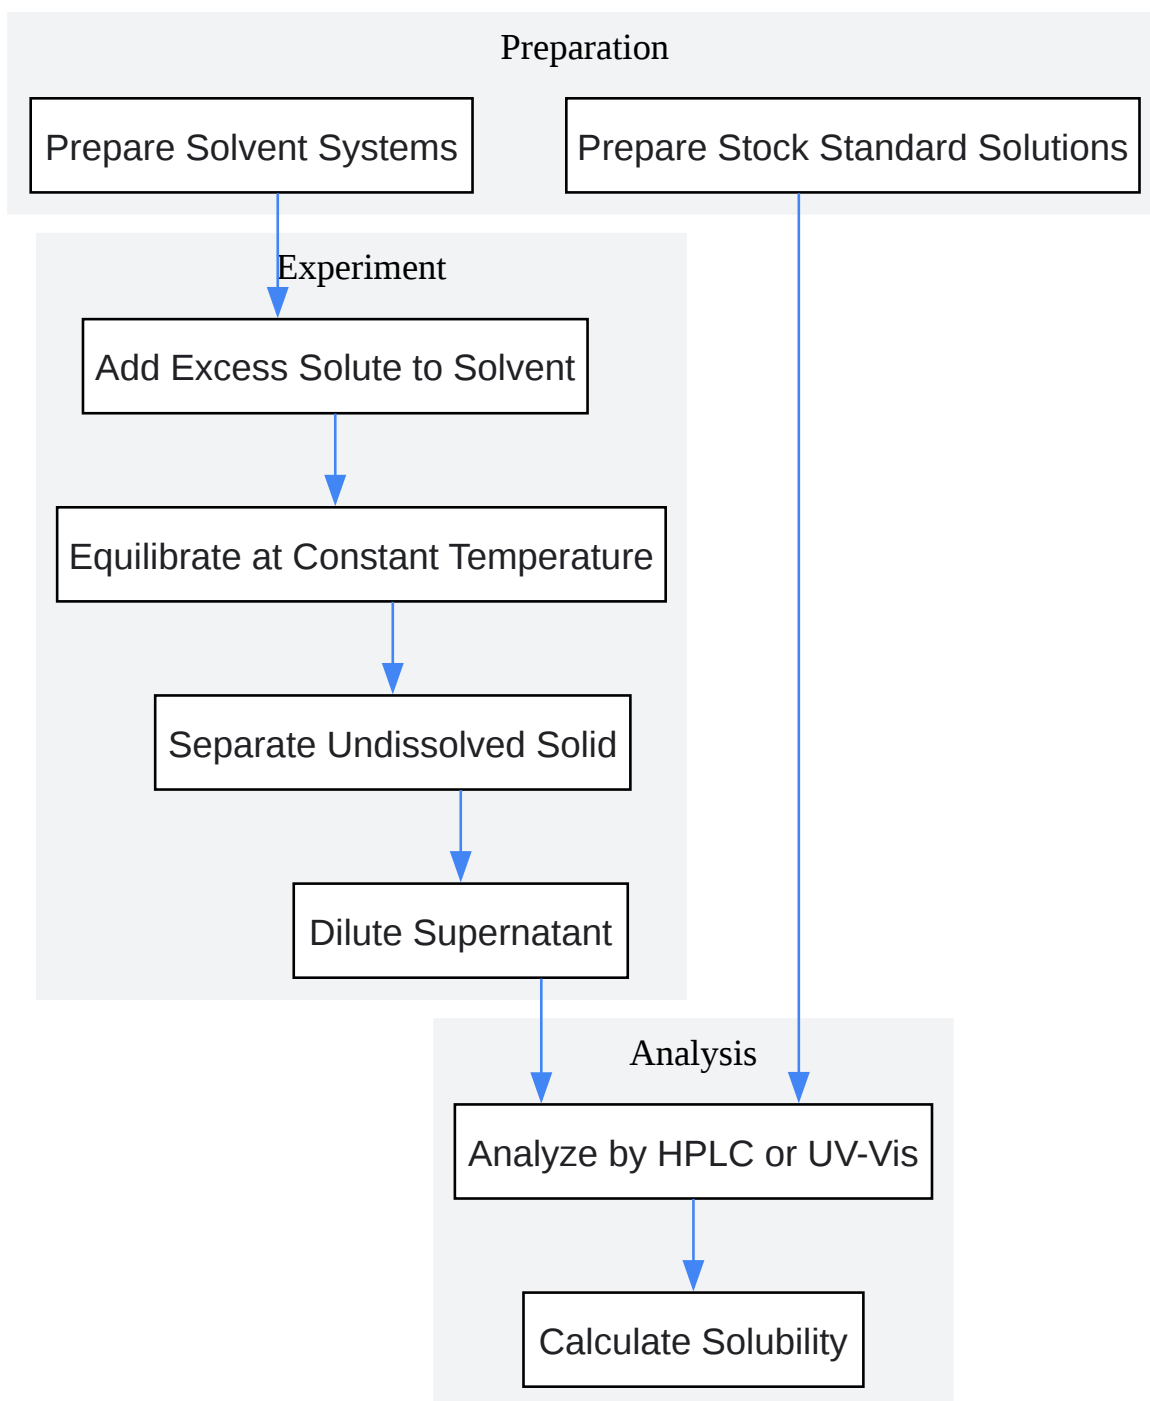 Preparation
Prepare Solvent Systems
Prepare Stock Standard Solutions
Experiment
Add Excess Solute to Solvent
Equilibrate at Constant Temperature
Separate Undissolved Solid
Dilute Supernatant
Analysis
Analyze by HPLC or UV-Vis
Calculate Solubility